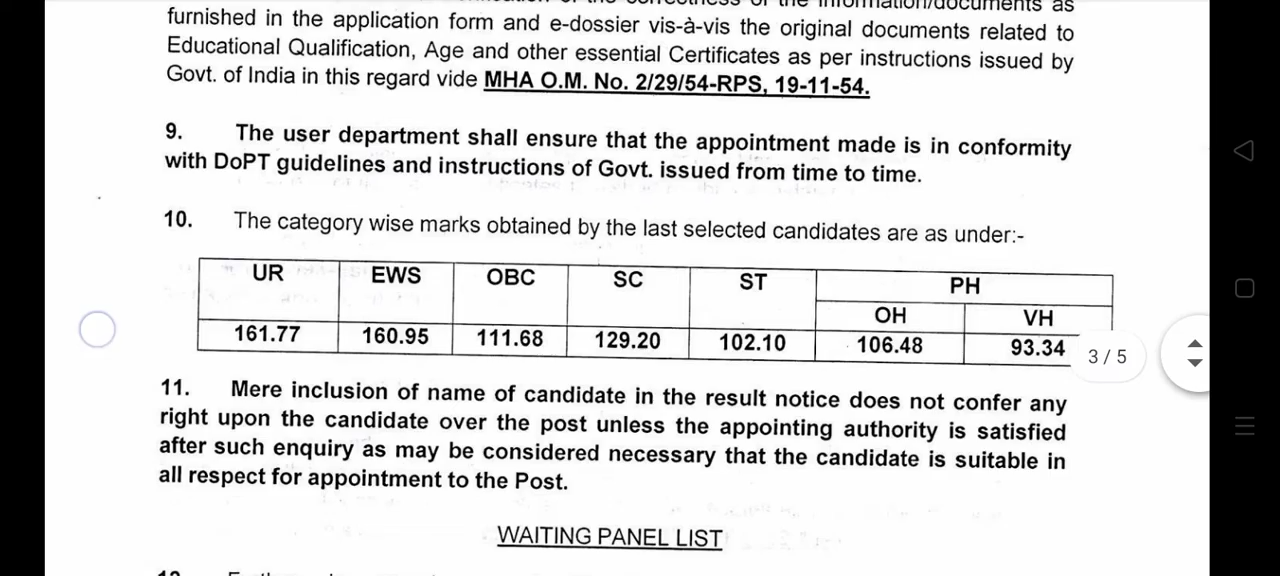 furnished in the application form and e-dossier vis-à-vis the original documents related to
Educational Qualification, Age and other essential Certificates as per instructions issued by
Govt. of India in this regard vide MHA O.M. No. 2/29/54-RPS, 19-11-54.
9. The user department shall ensure that the appointment made is in conformity
with DoPT guidelines and instructions of Govt. issued from time to time.
10. The category wise marks obtained by the last selected candidates are as under:-
UR EWS OBC SC ST PH
OH VH
161.77 160.95 111.68 129.20 102.10 106.48 93.34
3 / 5
11. Mere inclusion of name of candidate in the result notice does not confer any
right upon the candidate over the post unless the appointing authority is satisfied
after such enquiry as may be considered necessary that the candidate is suitable in
all respect for appointment to the Post.
WAITING PANEL LIST